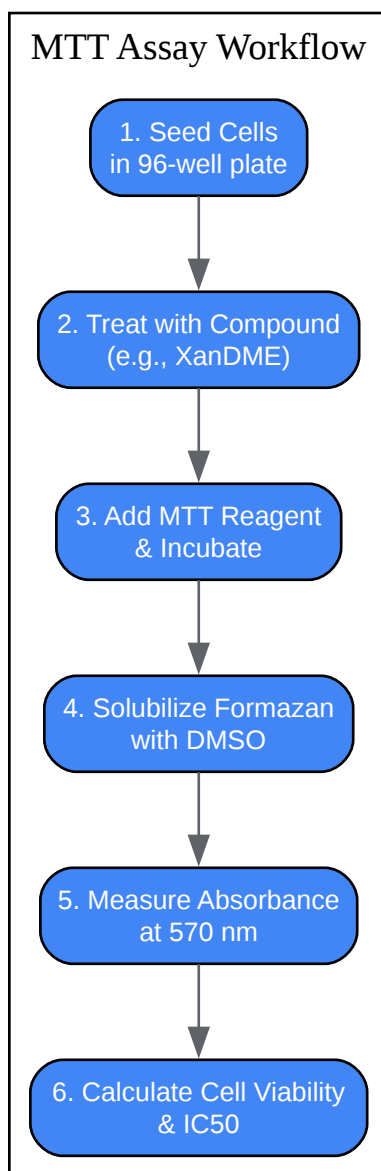 MTT Assay Workflow
1. Seed Cells
in 96-well plate
2. Treat with Compound
(e.g., XanDME)
3. Add MTT Reagent
& Incubate
4. Solubilize Formazan
with DMSO
5. Measure Absorbance
at 570 nm
6. Calculate Cell Viability
& IC50